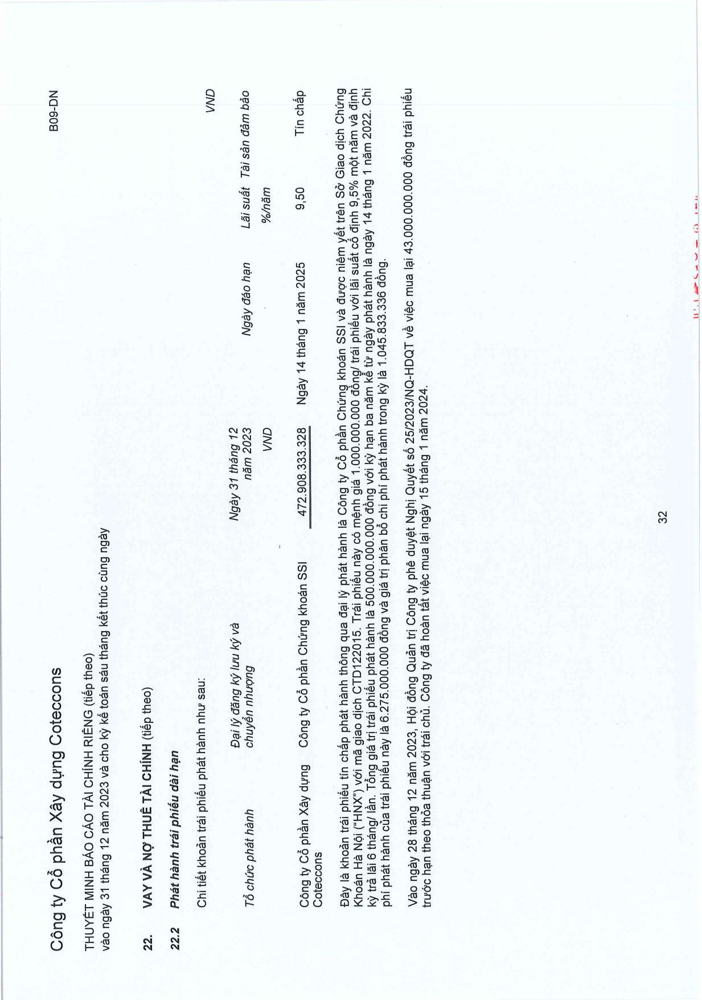 Công ty Cổ phần Xây dựng Coteccons
B09-DN
THUYẾT MINH BÁO CÁO TÀI CHÍNH RIÊNG (tiếp theo)
vào ngày 31 tháng 12 năm 2023 và cho kỳ kế toán sáu tháng kết thúc cùng ngày
22. VAY VÀ NỢ THUÊ TÀI CHÍNH (tiếp theo)
22.2 Phát hành trái phiếu dài hạn
Chi tiết khoản trái phiếu phát hành như sau:
VND
Tổ chức phát hành
Đại lý đăng ký lưu ký và
chuyển nhượng
Ngày 31 tháng 12
năm 2023
VND
Ngày đáo hạn
Lãi suất
%/năm
Tài sản đảm bảo
Công ty Cổ phần Xây dựng
Coteccons
Công ty Cổ phần Chứng khoán SSI
472.908.333.328
Ngày 14 tháng 1 năm 2025
9,50
Tín chấp
Đây là khoản trái phiếu tín chấp phát hành thông qua đại lý phát hành là Công ty Cổ phần Chứng khoán SSI và được niêm yết trên Sở Giao dịch Chứng
Khoán Hà Nội (“HNX”) với mã giao dịch CTD122015. Trái phiếu này có mệnh giá 1.000.000.000 đồng/ trái phiếu với lãi suất cố định 9,5% một năm và định
kỳ trả lãi 6 tháng/ lần. Tổng giá trị trái phiếu phát hành là 500.000.000.000 đồng với kỳ hạn ba năm kể từ ngày phát hành là ngày 14 tháng 1 năm 2022. Chi
phí phát hành của trái phiếu này là 6.275.000.000 đồng và giá trị phân bổ chi phí phát hành trong kỳ là 1.045.833.336 đồng.
Vào ngày 28 tháng 12 năm 2023, Hội đồng Quản trị Công ty phê duyệt Nghị Quyết số 25/2023/NQ-HDQT về việc mua lại 43.000.000.000 đồng trái phiếu
trước hạn theo thỏa thuận với trái chủ. Công ty đã hoàn tất việc mua lại ngày 15 tháng 1 năm 2024.
32